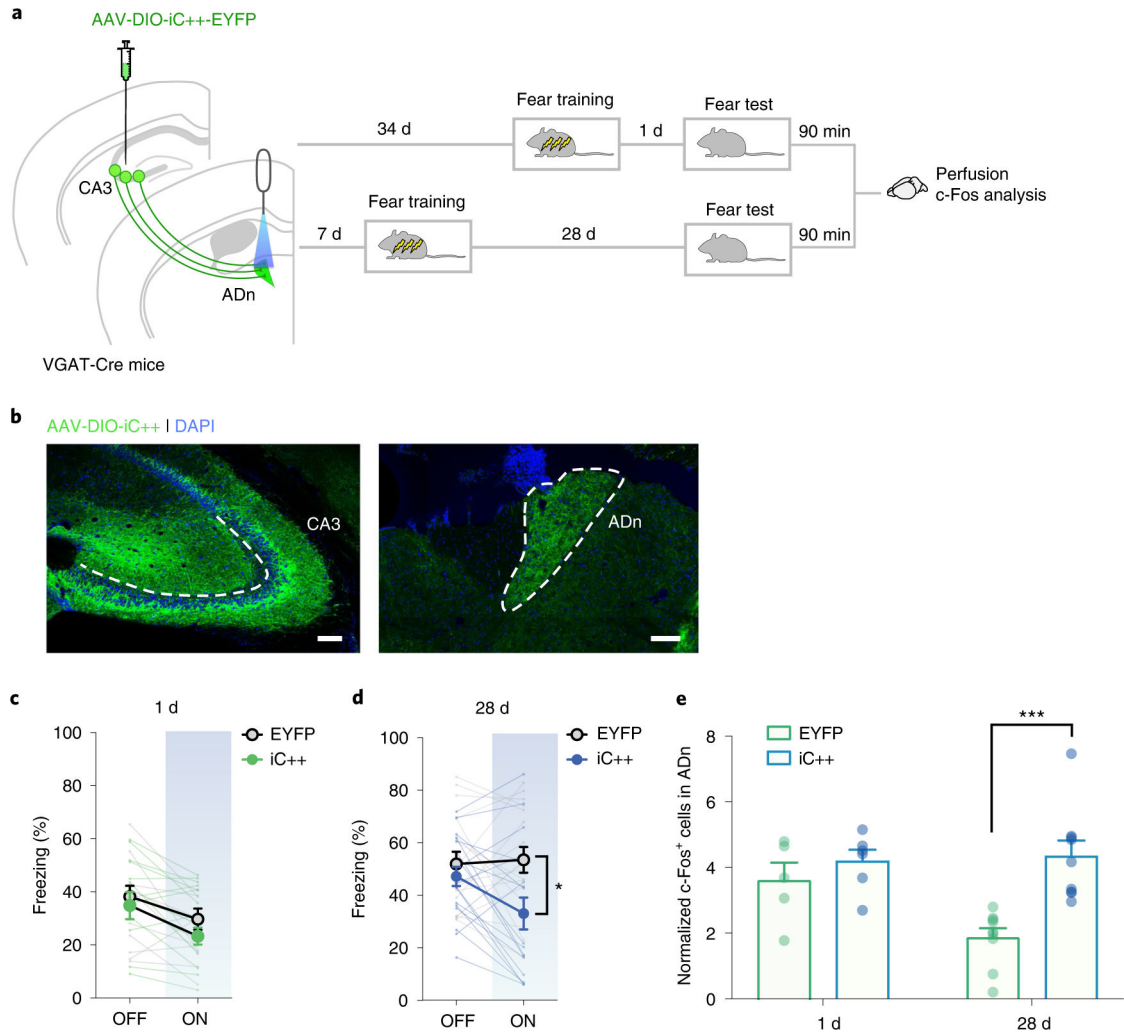 a
AAV-DIO-iC++-EYFP
Fear training
Fear test
34 d
1 d
90 min
CA3
Perfusion
c-Fos analysis
Fear training
Fear test
7 d
28 d
90 min
ADn
VGAT-Cre mice
b
AAV-DIO-iC++ | DAPI
CA3
ADn
c
1 d
EYFP
iC++
Freezing (%)
100
80
60
40
20
0
OFF
ON
d
28 d
EYFP
iC++
Freezing (%)
100
80
60
40
20
0
*
OFF
ON
e
EYFP
iC++
***
Normalized c-Fos⁺ cells in ADn
8
6
4
2
0
1 d
28 d